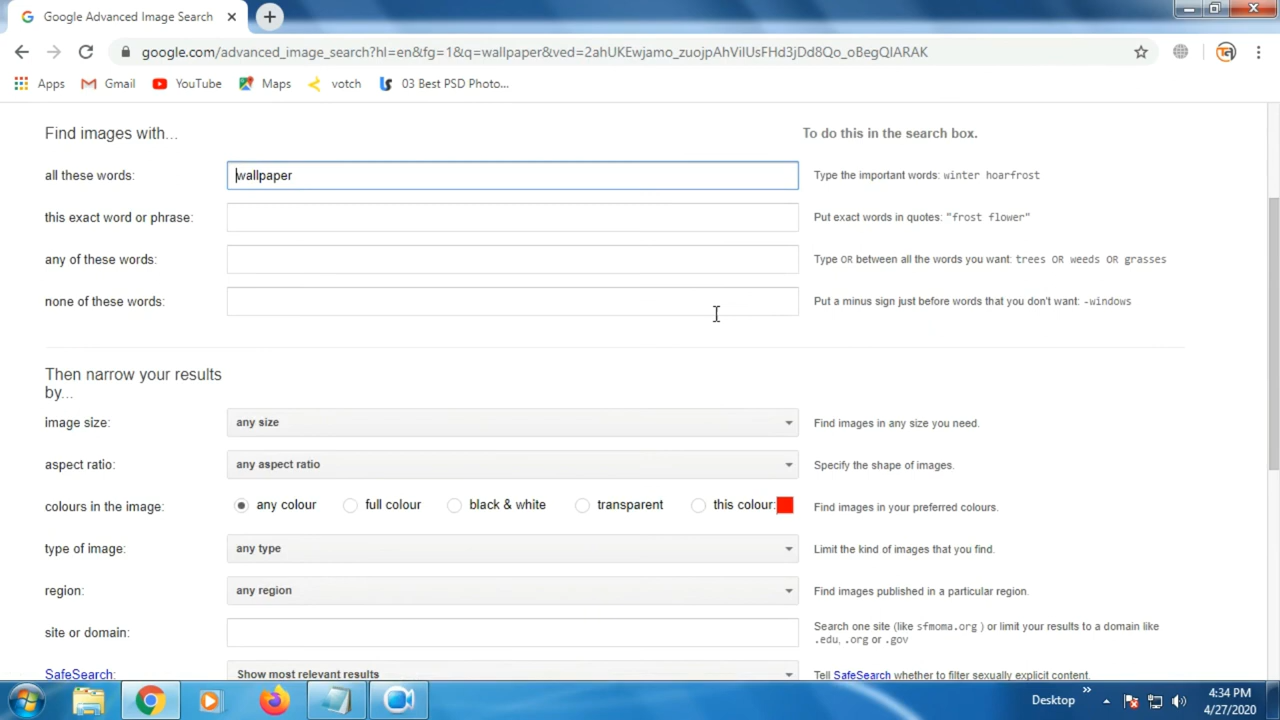 Google Advanced Image Search
google.com/advanced_image_search?hl=en&fg=1&q=wallpaper&ved=2ahUKEwjamo_zuojpAhViIUsFHd3jDd8Qo_oBegQIARAK
Apps Gmail YouTube Maps votch 03 Best PSD Photo...
Find images with... To do this in the search box.
all these words: wallpaper Type the important words: winter hoarfrost
this exact word or phrase: Put exact words in quotes: "frost flower"
any of these words: Type OR between all the words you want: trees OR weeds OR grasses
none of these words: Put a minus sign just before words that you don't want: -windows
Then narrow your results
by...
image size: any size Find images in any size you need.
aspect ratio: any aspect ratio Specify the shape of images.
colours in the image: any colour full colour black & white transparent this colour: Find images in your preferred colours.
type of image: any type Limit the kind of images that you find.
region: any region Find images published in a particular region.
site or domain: Search one site (like sfmoma.org ) or limit your results to a domain like
.edu, .org or .gov
SafeSearch: Show most relevant results Tell SafeSearch whether to filter sexually explicit content.
Desktop 4:34 PM
4/27/2020